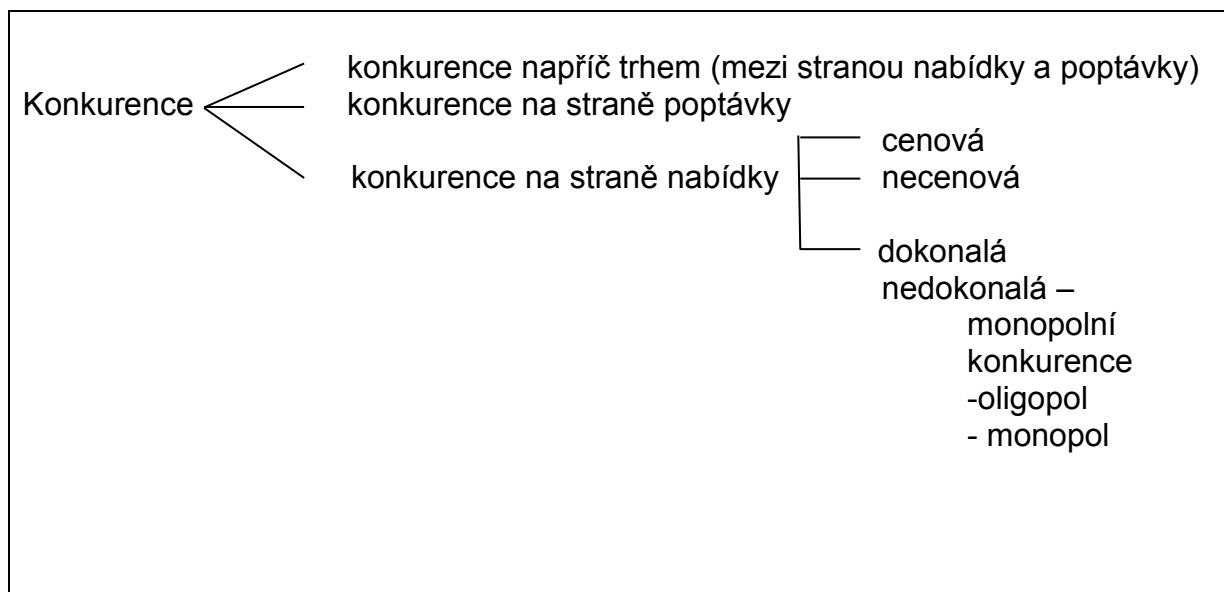 konkurence napříč trhem (mezi stranou nabídky a poptávky)
Konkurence
konkurence na straně poptávky
cenová
konkurence na straně nabídky
necenová
dokonalá
nedokonalá –
monopolní
konkurence
-oligopol
- monopol